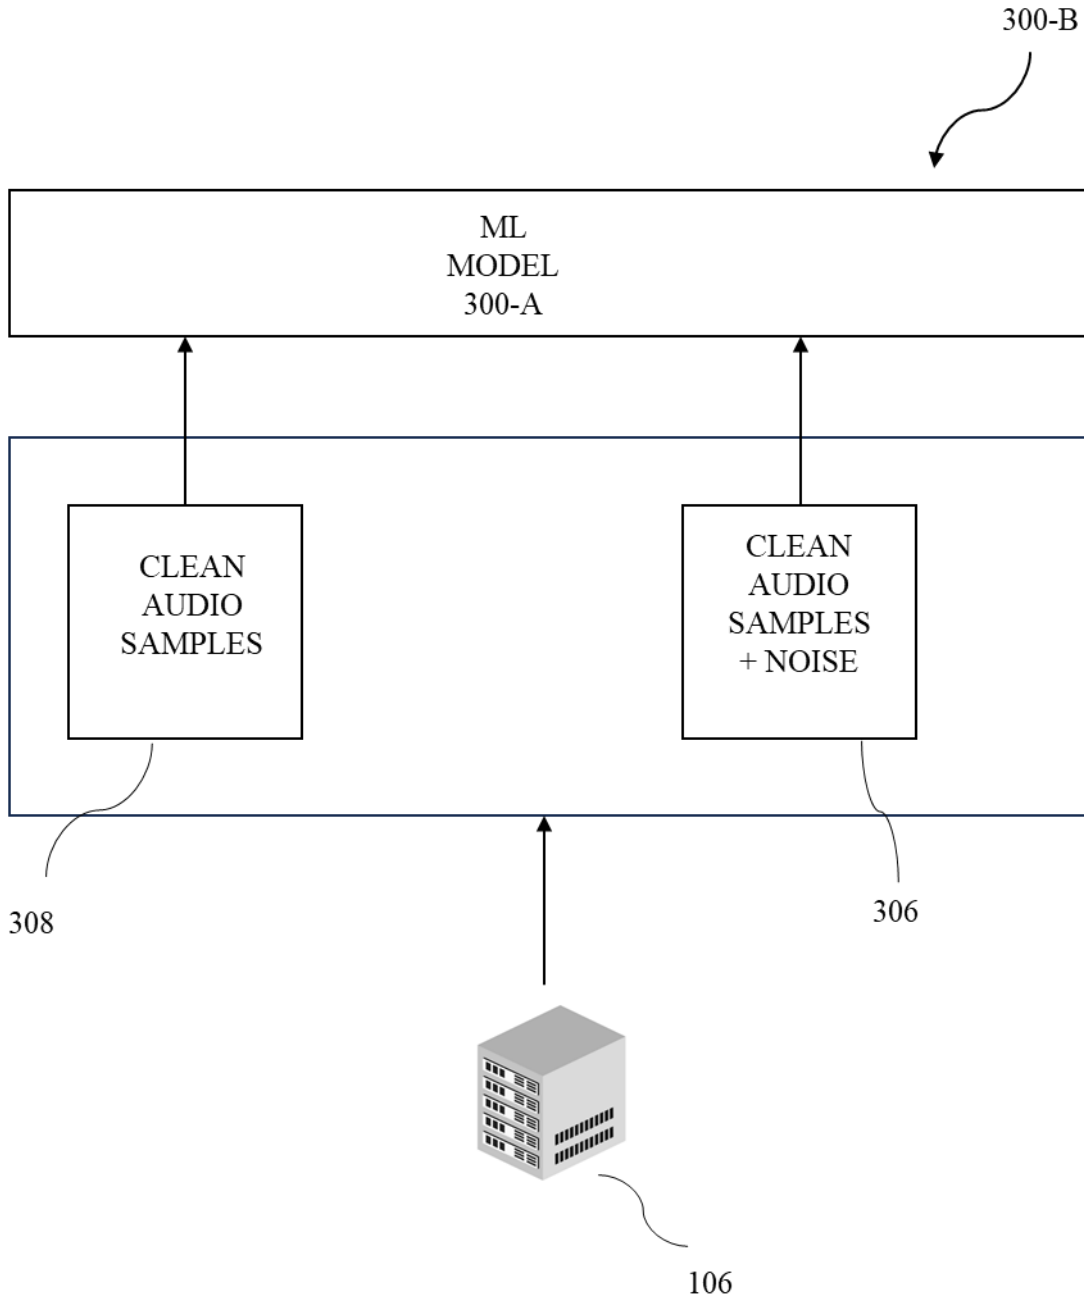 300-B
ML
MODEL
300-A
CLEAN
AUDIO
SAMPLES
CLEAN
AUDIO
SAMPLES
+ NOISE
308
306
106